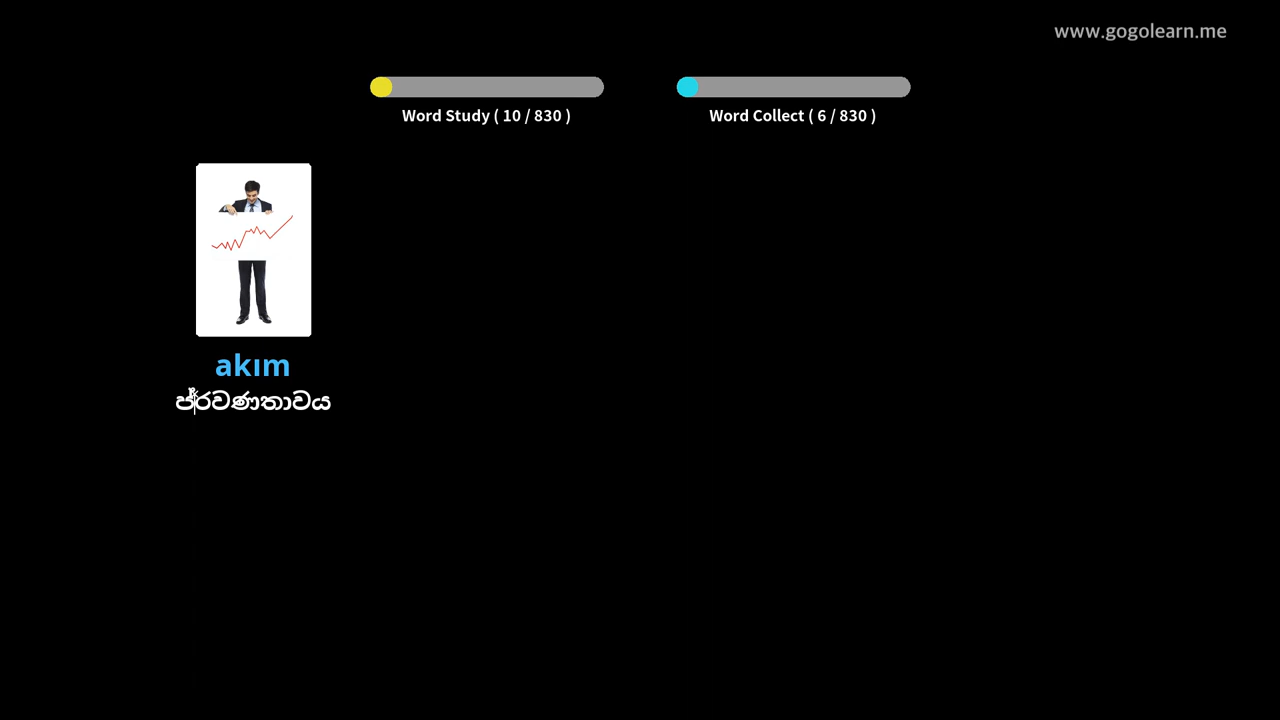 www.gogolearn.me
Word Study ( 10 / 830 )
Word Collect ( 6 / 830 )
akım
ප්‍රවණතාවය